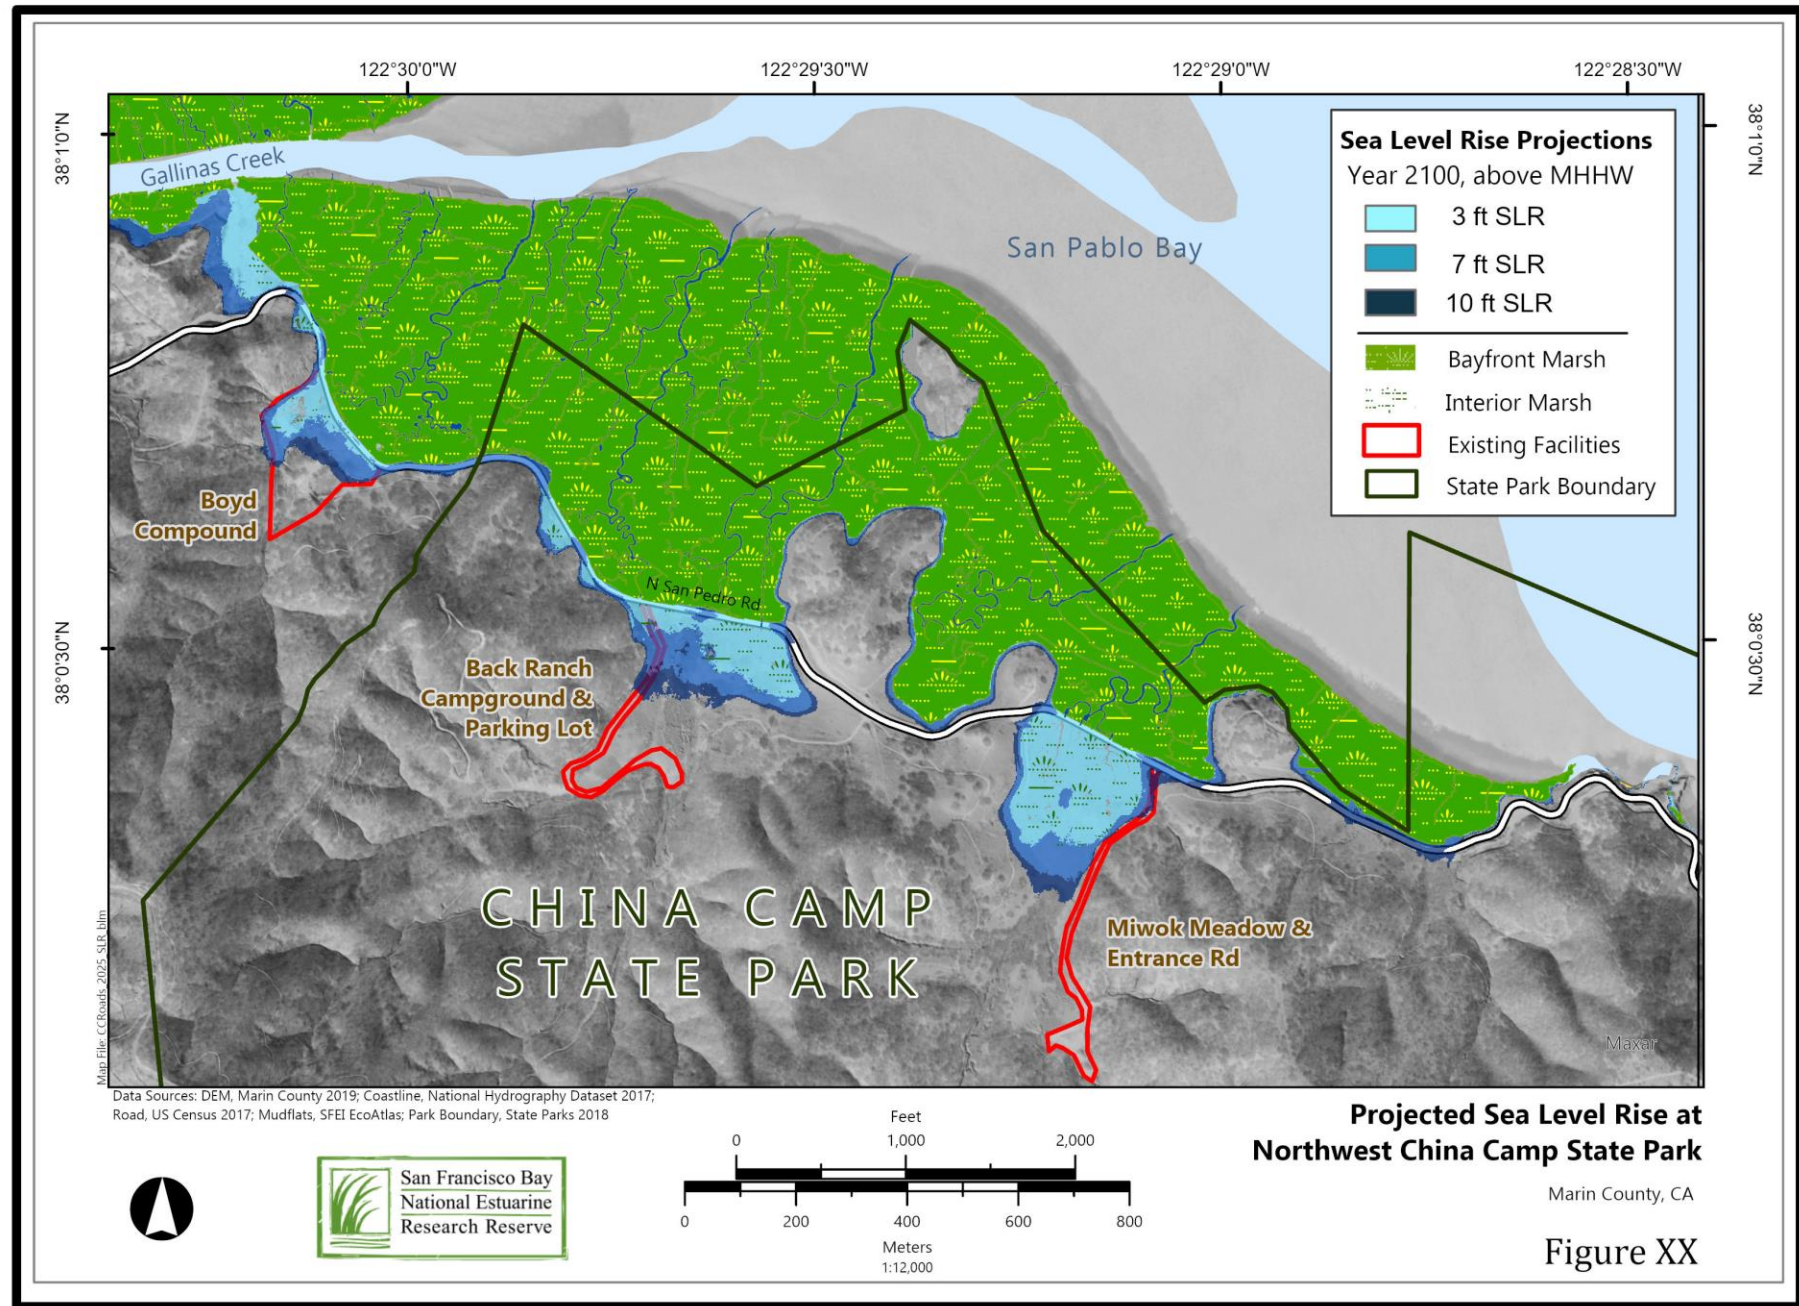 122°30'0"W
122°29'30"W
122°29'0"W
122°28'30"W
38°1'0"N
38°1'0"N
38°0'30"N
38°0'30"N
Sea Level Rise Projections
Year 2100, above MHHW
3 ft SLR
7 ft SLR
10 ft SLR
Bayfront Marsh
Interior Marsh
Existing Facilities
State Park Boundary
Gallinas Creek
San Pablo Bay
Boyd
Compound
N San Pedro Rd
Back Ranch
Campground &
Parking Lot
CHINA CAMP
STATE PARK
Miwok Meadow &
Entrance Rd
Maxar
Map File: CCRoads_2025_SLR_blm
Data Sources: DEM, Marin County 2019; Coastline, National Hydrography Dataset 2017;
Road, US Census 2017; Mudflats, SFEI EcoAtlas; Park Boundary, State Parks 2018
San Francisco Bay
National Estuarine
Research Reserve
Feet
0 1,000 2,000
0 200 400 600 800
Meters
1:12,000
Projected Sea Level Rise at
Northwest China Camp State Park
Marin County, CA
Figure XX